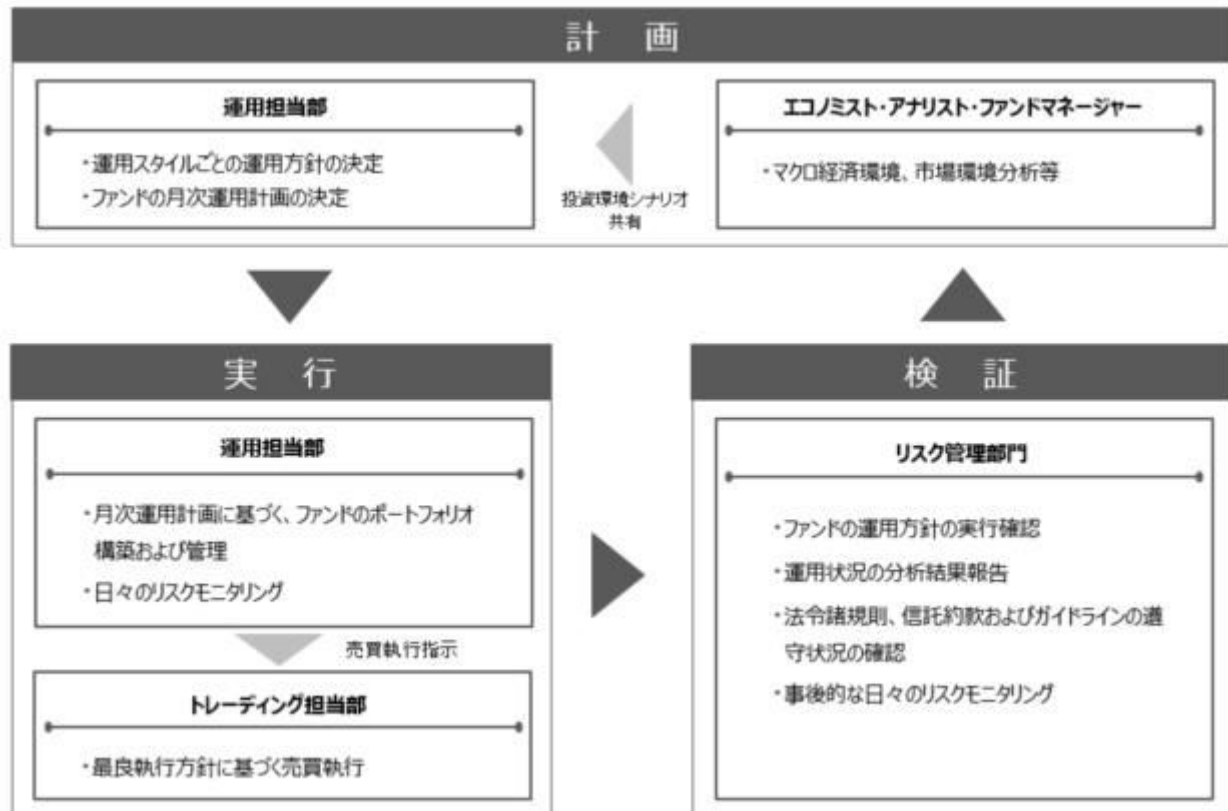 計 画
運用担当部
・運用スタイルごとの運用方針の決定
・ファンドの月次運用計画の決定
投資環境シナリオ
共有
エコノミスト・アナリスト・ファンドマネージャー
・マクロ経済環境、市場環境分析等
実 行
運用担当部
・月次運用計画に基づく、ファンドのポートフォリオ
構築および管理
・日々のリスクモニタリング
売買執行指示
トレーディング担当部
・最良執行方針に基づく売買執行
検 証
リスク管理部門
・ファンドの運用方針の実行確認
・運用状況の分析結果報告
・法令諸規則、信託約款およびガイドラインの遵
守状況の確認
・事後的な日々のリスクモニタリング